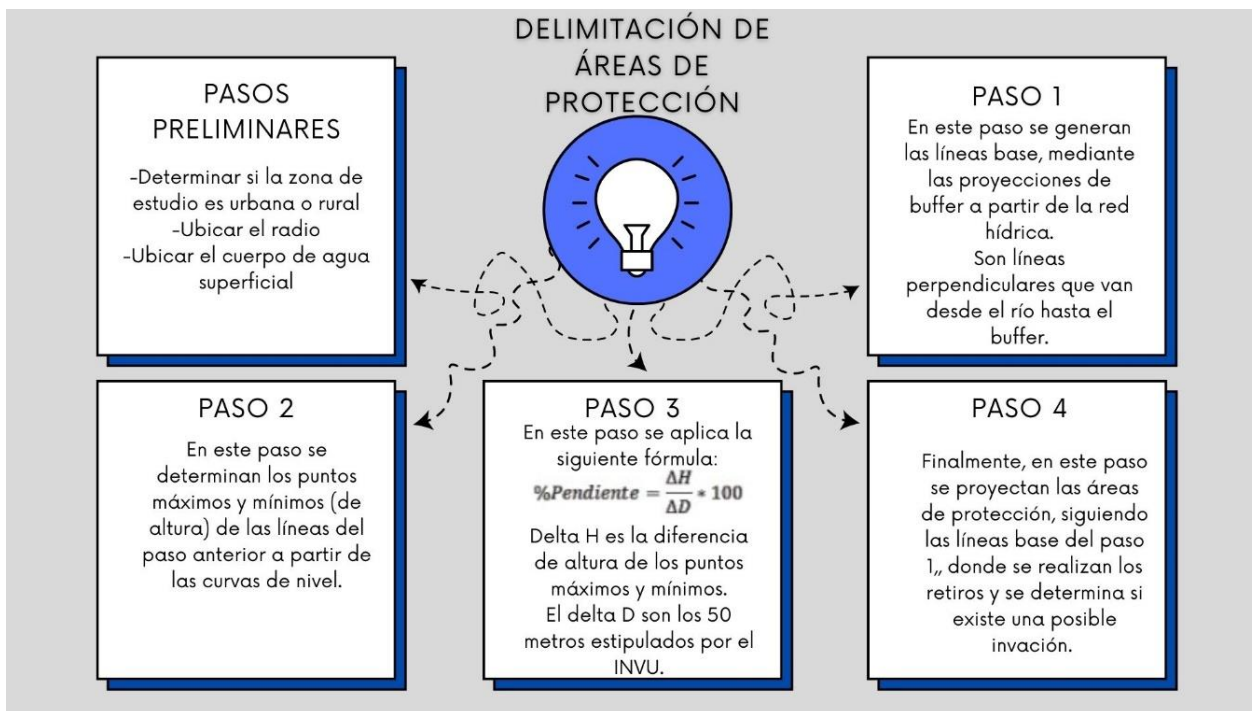 DELIMITACIÓN DE
ÁREAS DE
PROTECCIÓN
PASOS
PRELIMINARES
-Determinar si la zona de
estudio es urbana o rural
-Ubicar el radio
-Ubicar el cuerpo de agua
superficial
PASO 1
En este paso se generan
las líneas base, mediante
las proyecciones de
buffer a partir de la red
hídrica.
Son líneas
perpendiculares que van
desde el río hasta el
buffer.
PASO 2
En este paso se
determinan los puntos
máximos y mínimos (de
altura) de las líneas del
paso anterior a partir de
las curvas de nivel.
PASO 3
En este paso se aplica la
siguiente fórmula:
%Pendiente = ΔH/ΔD * 100
Delta H es la diferencia
de altura de los puntos
máximos y mínimos.
El delta D son los 50
metros estipulados por el
INVU.
PASO 4
Finalmente, en este paso
se proyectan las áreas
de protección, siguiendo
las líneas base del paso
1,, donde se realizan los
retiros y se determina si
existe una posible
invación.